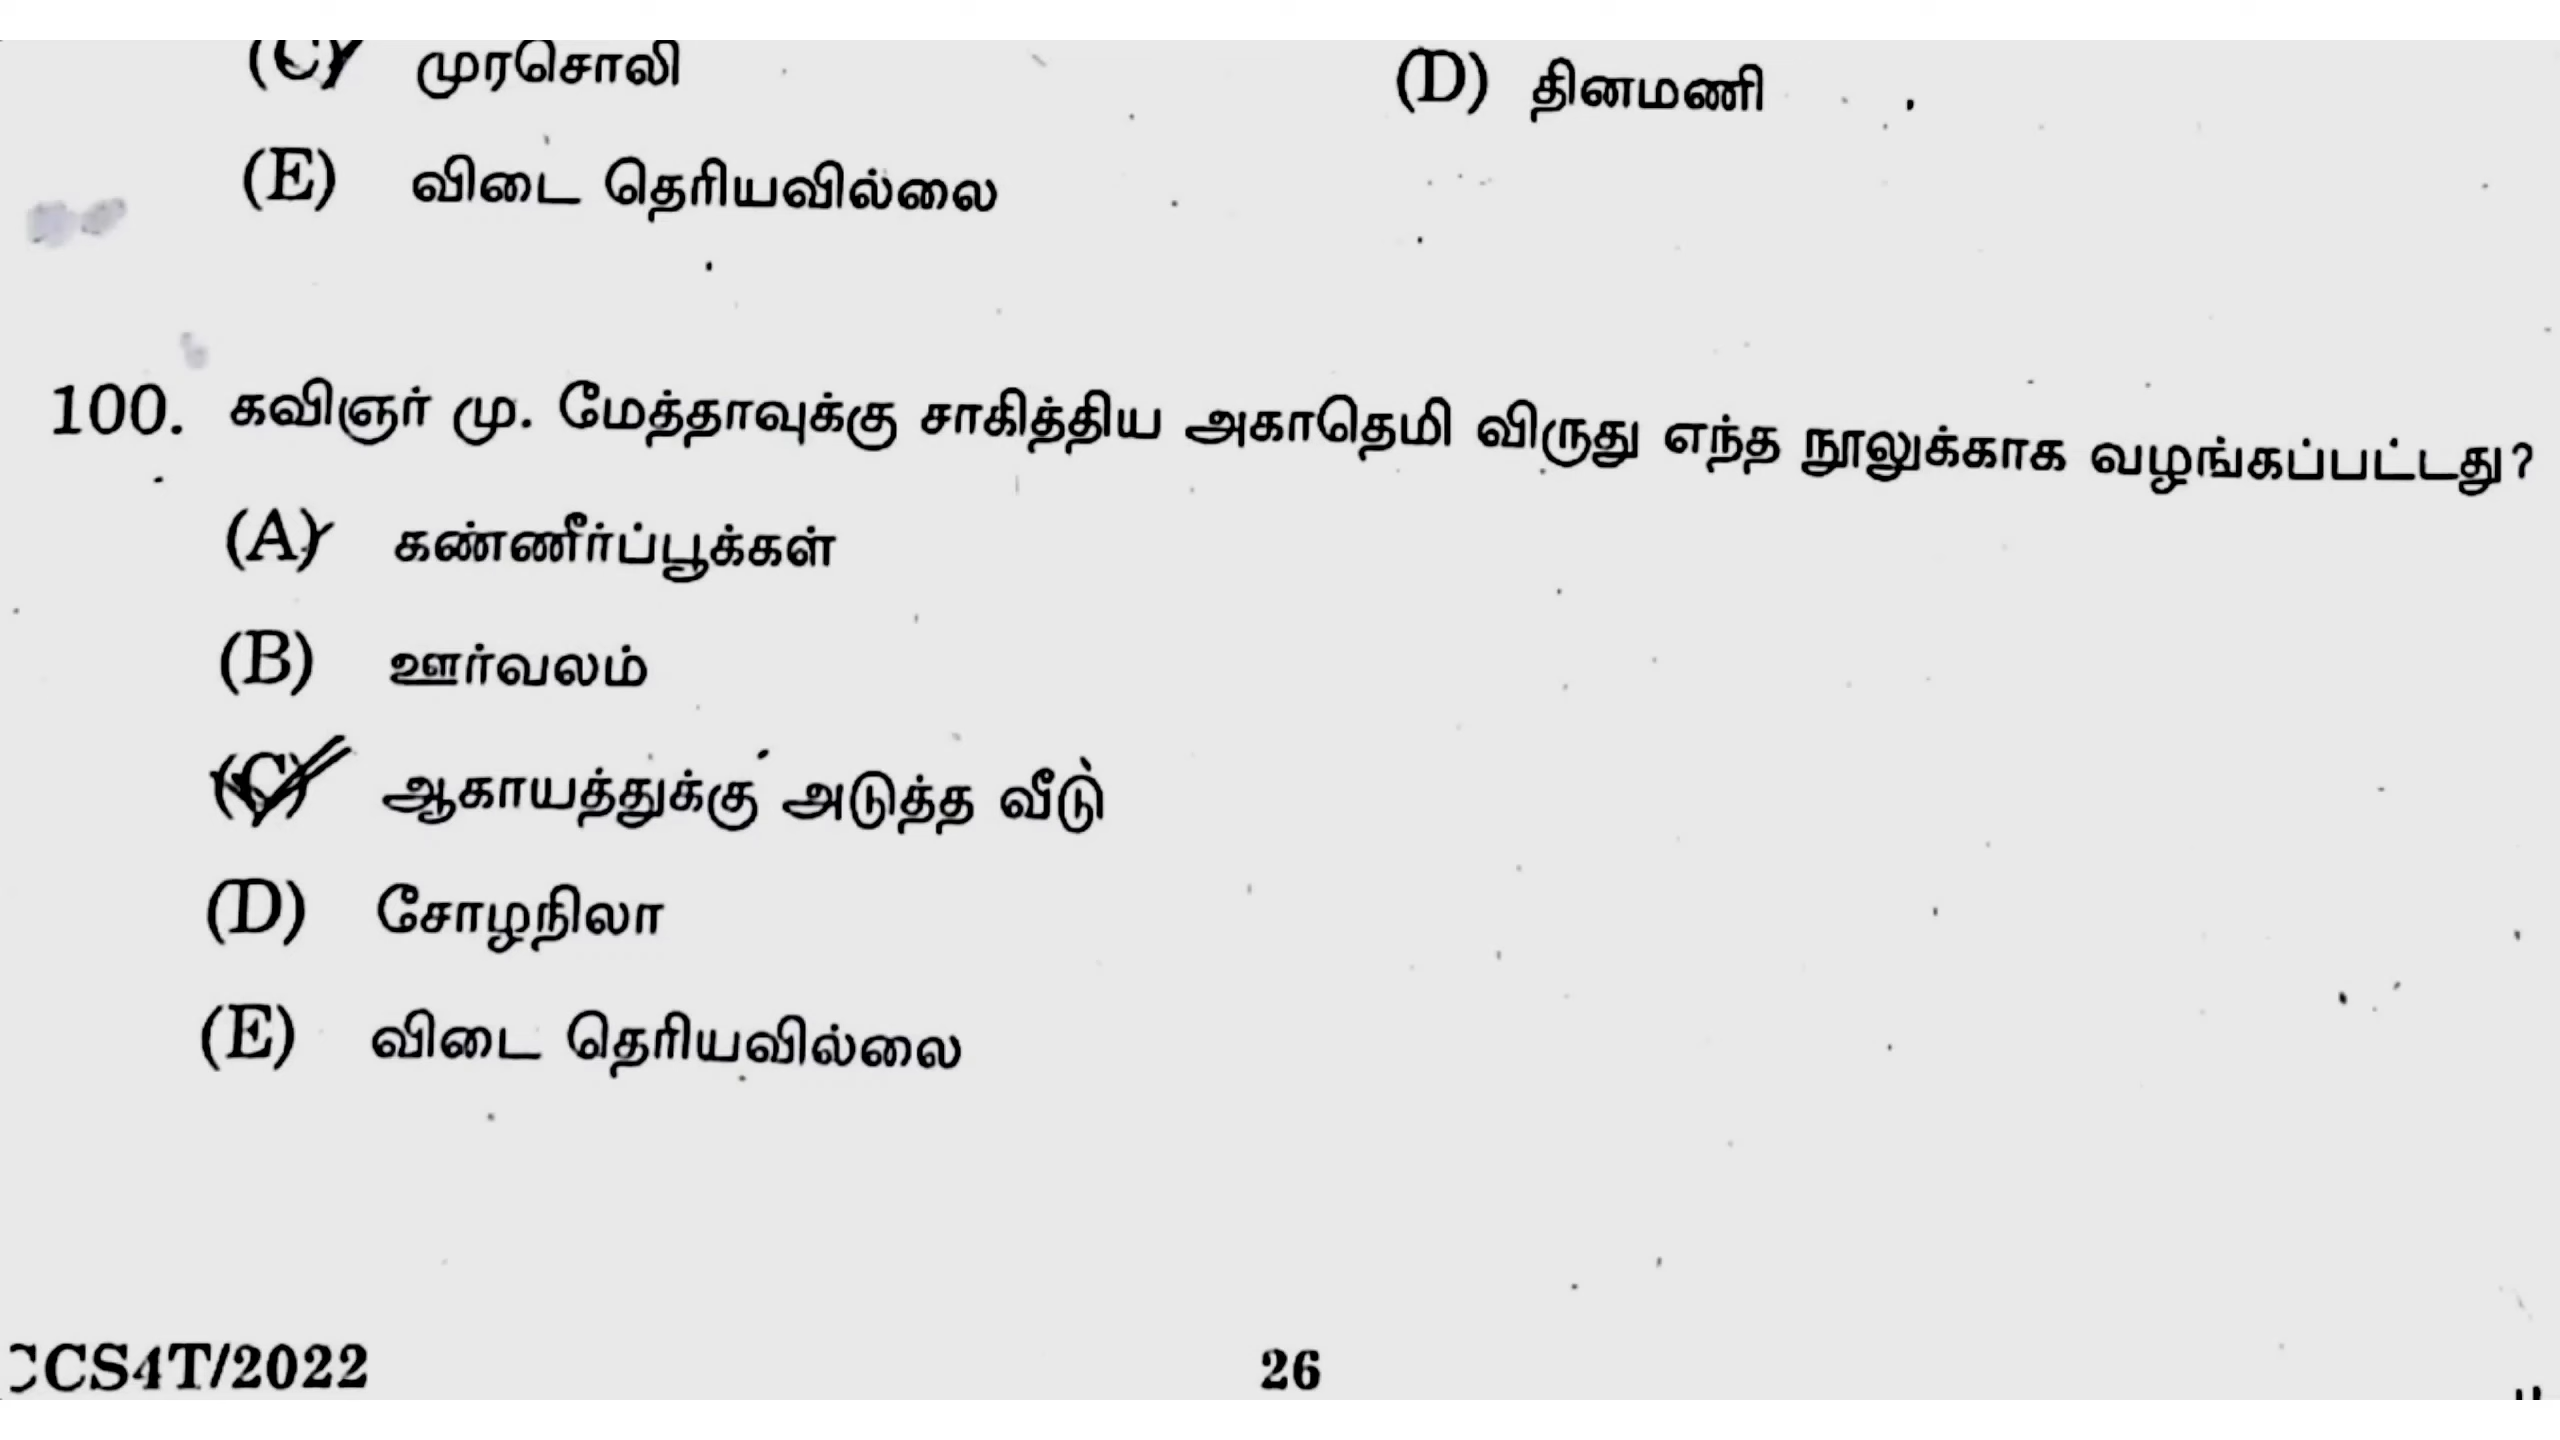 (C) முரசொலி (D) தினமணி
(E) விடை தெரியவில்லை
100. கவிஞர் மு. மேத்தாவுக்கு சாகித்திய அகாதெமி விருது எந்த நூலுக்காக வழங்கப்பட்டது?
(A) கண்ணீர்ப்பூக்கள்
(B) ஊர்வலம்
(C) ஆகாயத்துக்கு அடுத்த வீடு
(D) சோழநிலா
(E) விடை தெரியவில்லை
CCS4T/2022 26